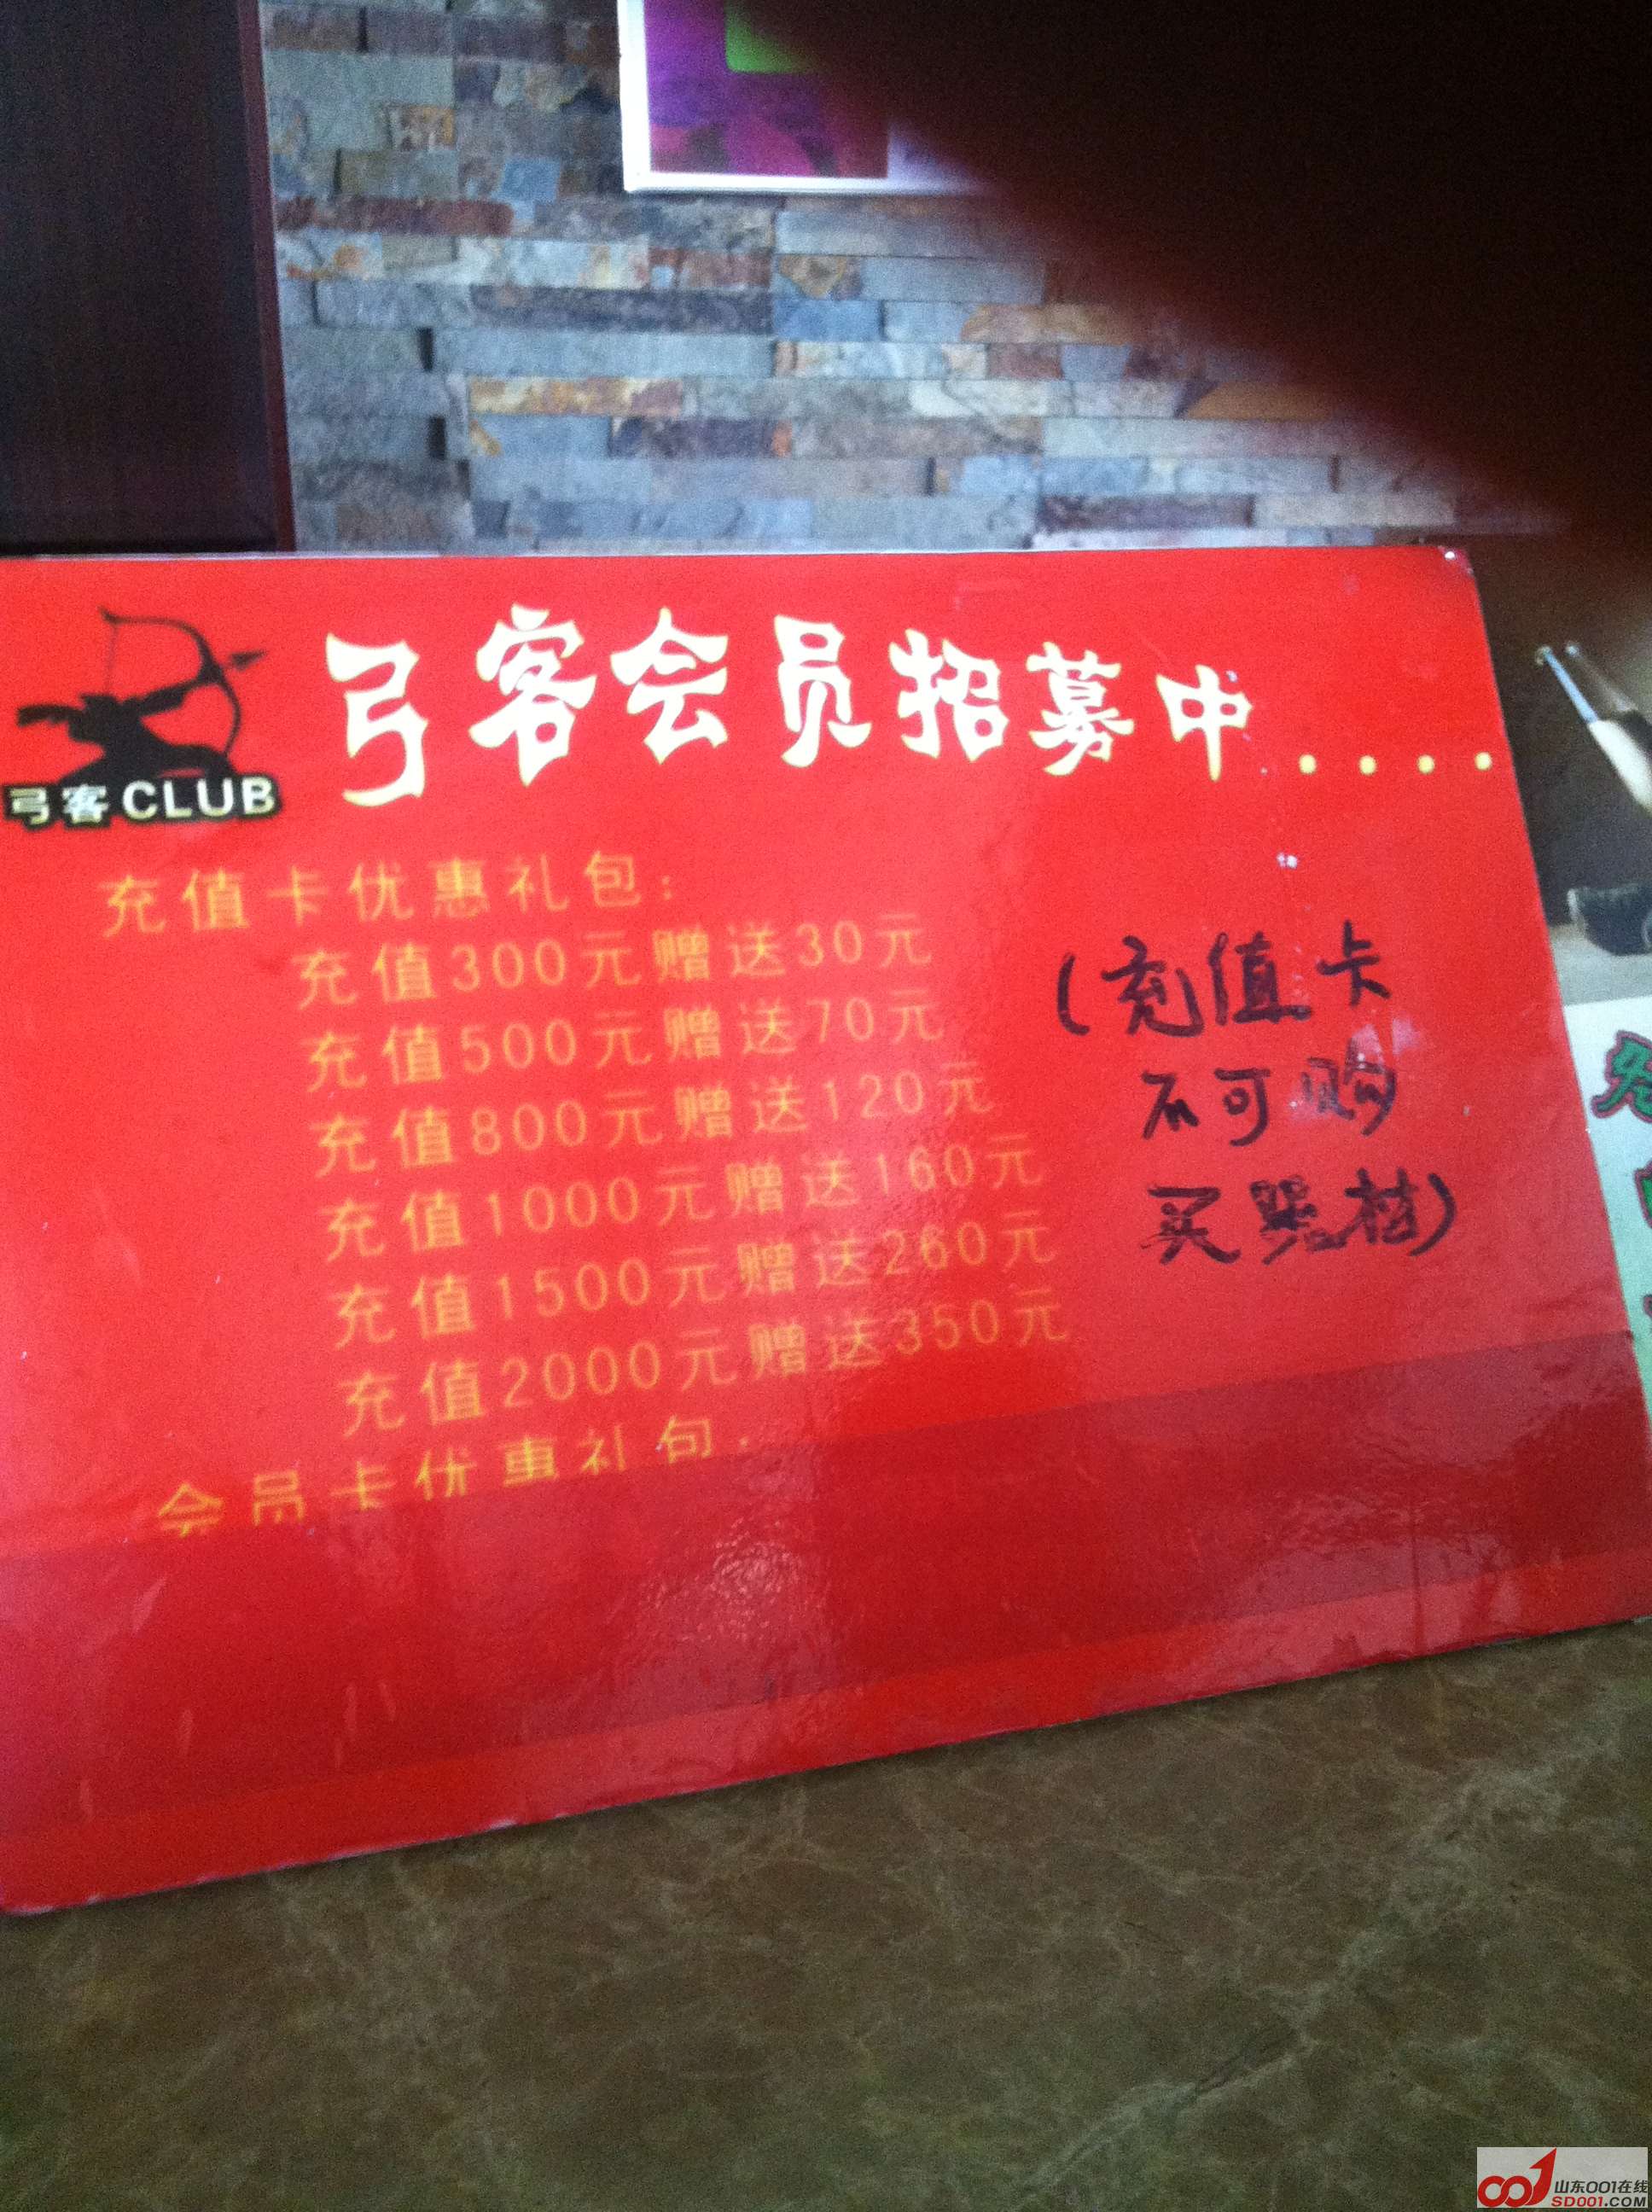 弓客会员招募中....
弓客CLUB
充值卡优惠礼包:
充值300元赠送30元
充值500元赠送70元
充值800元赠送120元
充值1000元赠送160元
充值1500元赠送260元
充值2000元赠送350元
(充值卡
不可购
买器材)
会员卡优惠礼包:
山东001在线
SD001.COM